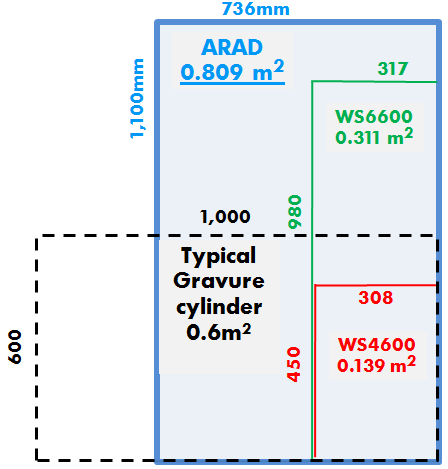 736mm
ARAD
0.809 m²
1,100mm
317
WS6600
0.311 m²
980
1,000
Typical
Gravure
cylinder
0.6m²
600
308
450
WS4600
0.139 m²